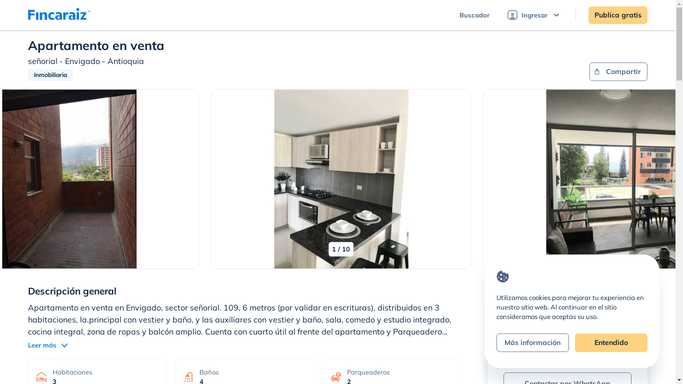 Fincaraiz
Buscador
Ingresar
Publica gratis
Apartamento en venta
señorial - Envigado - Antioquia
Inmobiliaria
Compartir
1 / 10
Descripción general
Apartamento en venta en Envigado, sector señorial. 109. 6 metros (por validar en escrituras), distribuidos en 3
habitaciones, la.principal con vestier y baño, y las auxiliares con vestier y baño, sala, comedo y estudio integrado,
cocina integral, zona de ropas y balcón amplio. Cuenta con cuarto útil al frente del apartamento y Parqueadero...
Leer más
Habitaciones
3
Baños
4
Parqueaderos
2
Utilizamos cookies para mejorar tu experiencia en
nuestro sitio web. Al continuar en el sitio
consideramos que aceptas su uso.
Más información
Entendido
Contactar por WhatsApp